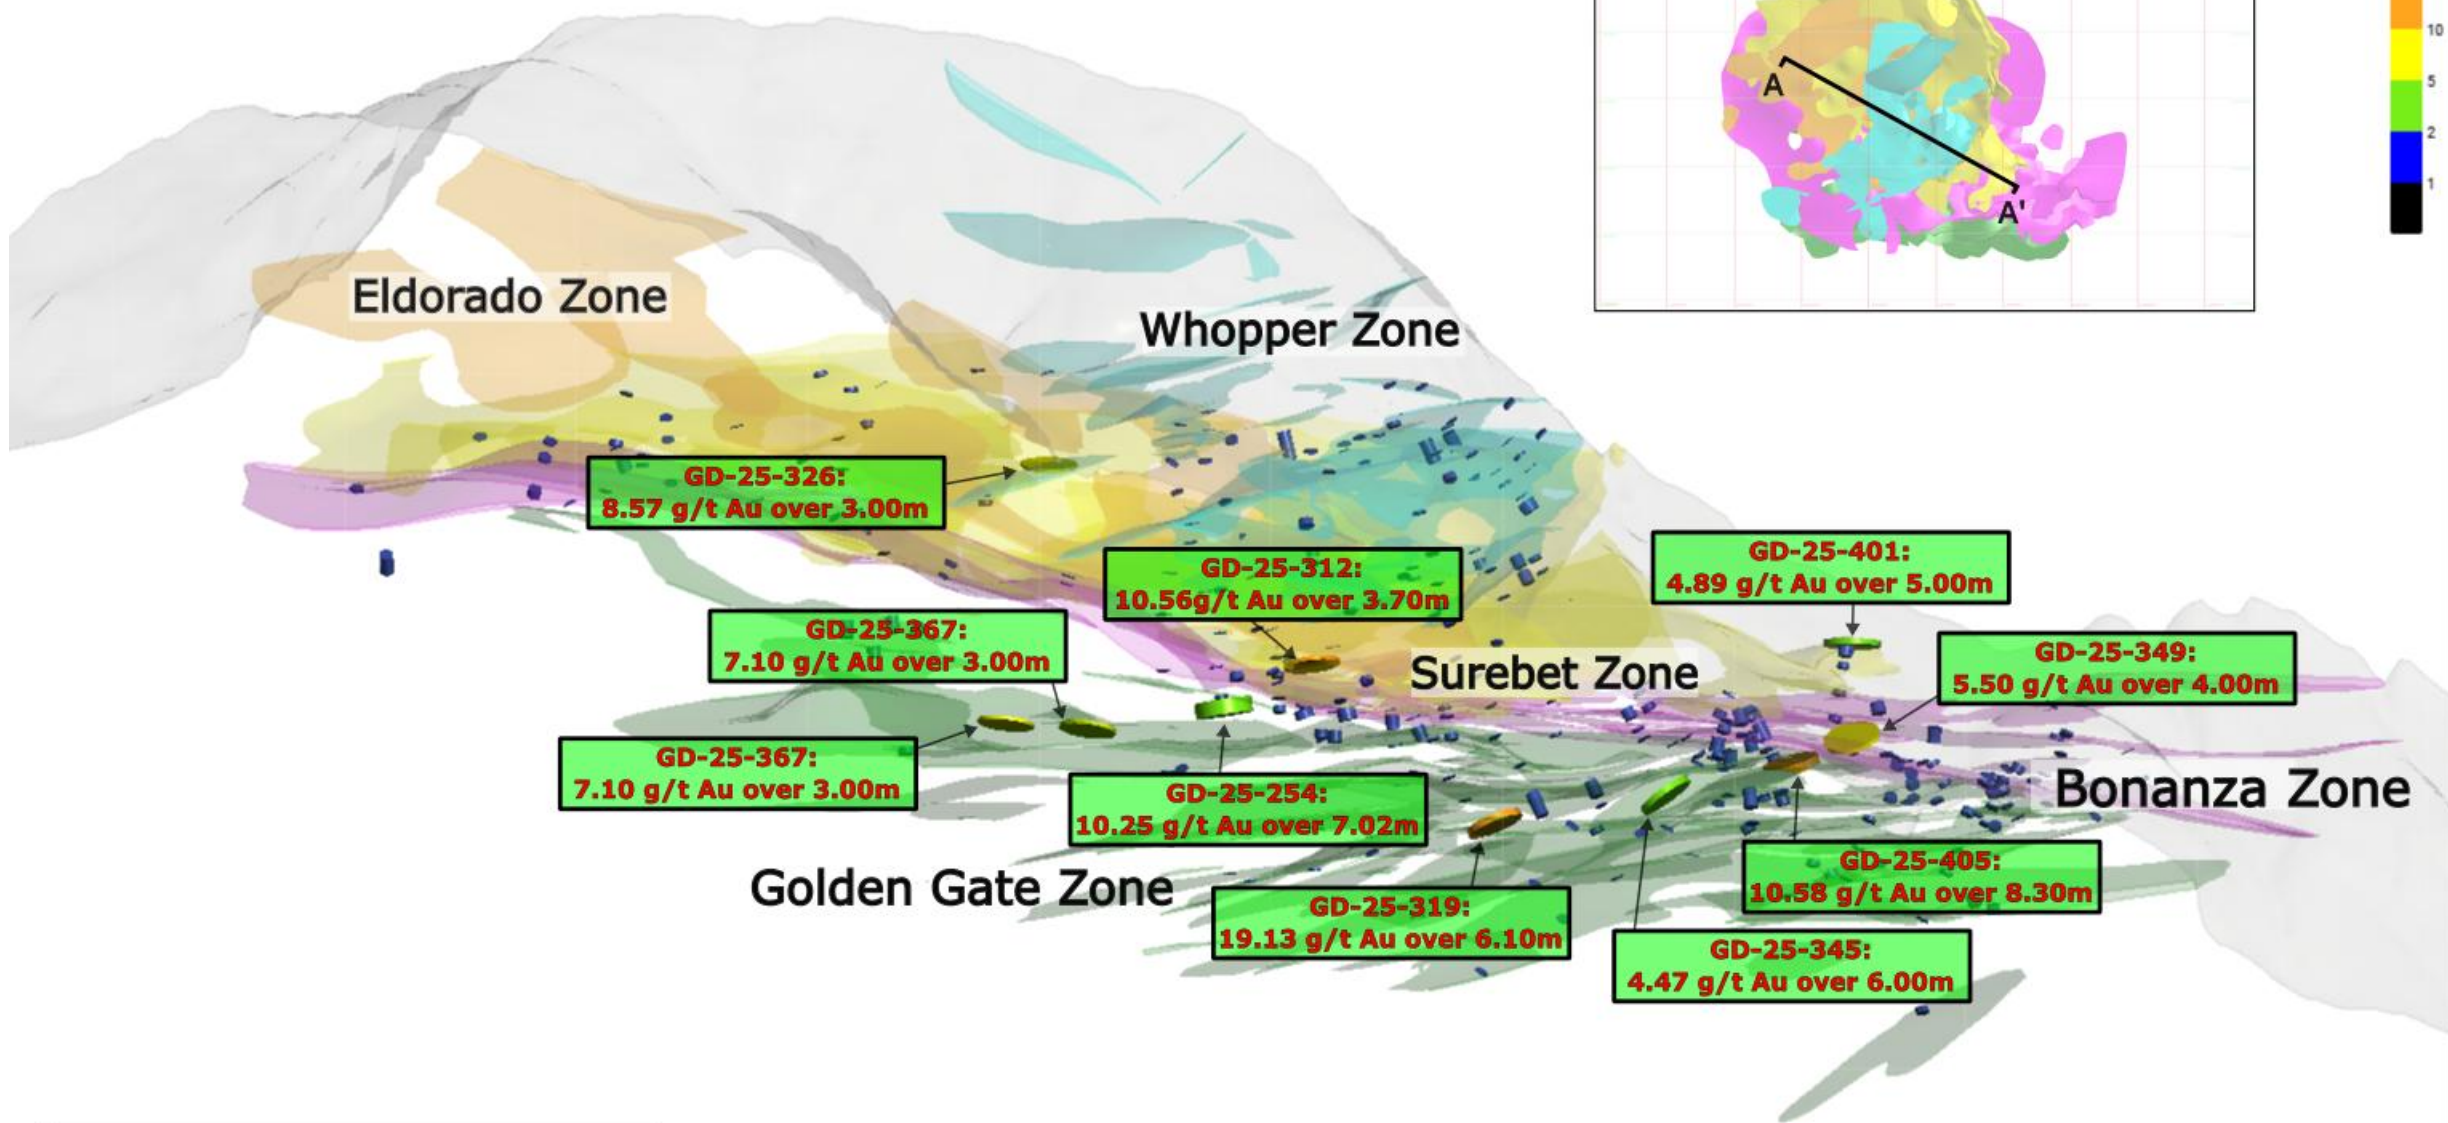 10
5
2
1
A
A'
Eldorado Zone
Whopper Zone
GD-25-326:
8.57 g/t Au over 3.00m
GD-25-312:
10.56g/t Au over 3.70m
GD-25-401:
4.89 g/t Au over 5.00m
GD-25-367:
7.10 g/t Au over 3.00m
GD-25-349:
5.50 g/t Au over 4.00m
Surebet Zone
GD-25-367:
7.10 g/t Au over 3.00m
GD-25-254:
10.25 g/t Au over 7.02m
Bonanza Zone
Golden Gate Zone
GD-25-405:
10.58 g/t Au over 8.30m
GD-25-319:
19.13 g/t Au over 6.10m
GD-25-345:
4.47 g/t Au over 6.00m